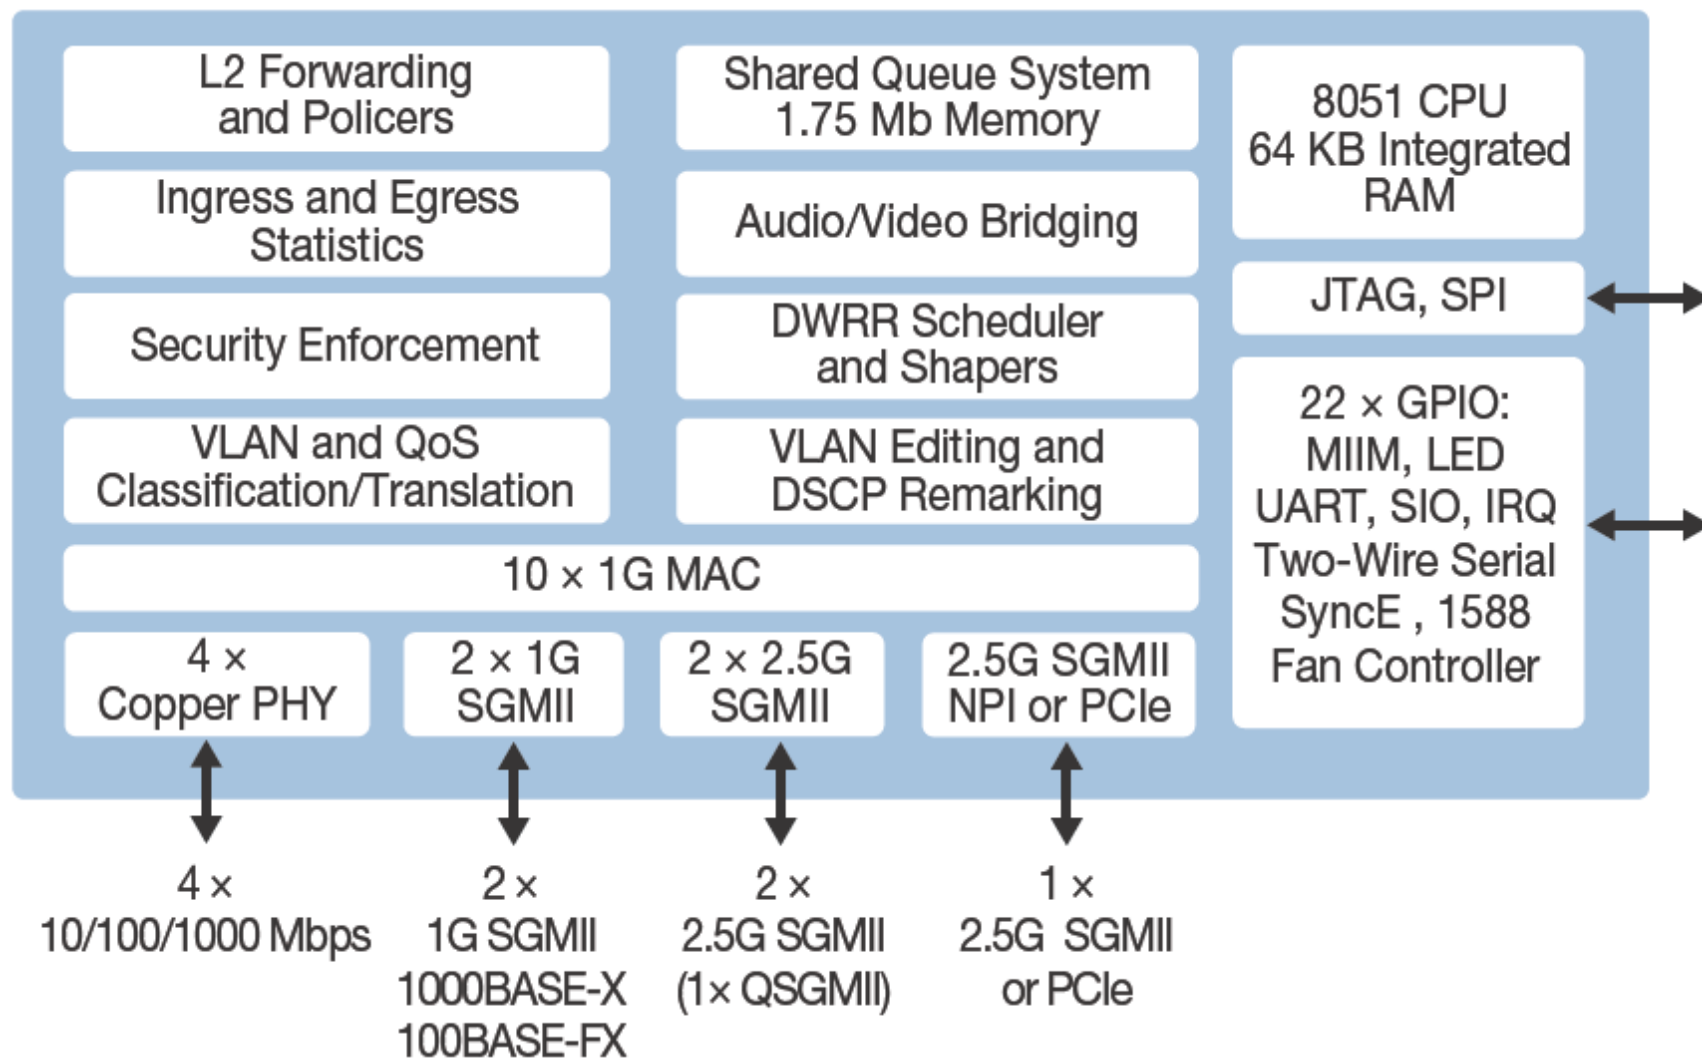 L2 Forwarding
and Policers
Shared Queue System
1.75 Mb Memory
8051 CPU
64 KB Integrated
RAM
Ingress and Egress
Statistics
Audio/Video Bridging
JTAG, SPI
Security Enforcement
DWRR Scheduler
and Shapers
22 × GPIO:
MIIM, LED
UART, SIO, IRQ
Two-Wire Serial
SyncE , 1588
Fan Controller
VLAN and QoS
Classification/Translation
VLAN Editing and
DSCP Remarking
10 × 1G MAC
4 ×
Copper PHY
2 × 1G
SGMII
2 × 2.5G
SGMII
2.5G SGMII
NPI or PCIe
4 ×
10/100/1000 Mbps
2 ×
1G SGMII
1000BASE-X
100BASE-FX
2 ×
2.5G SGMII
(1× QSGMII)
1 ×
2.5G SGMII
or PCIe